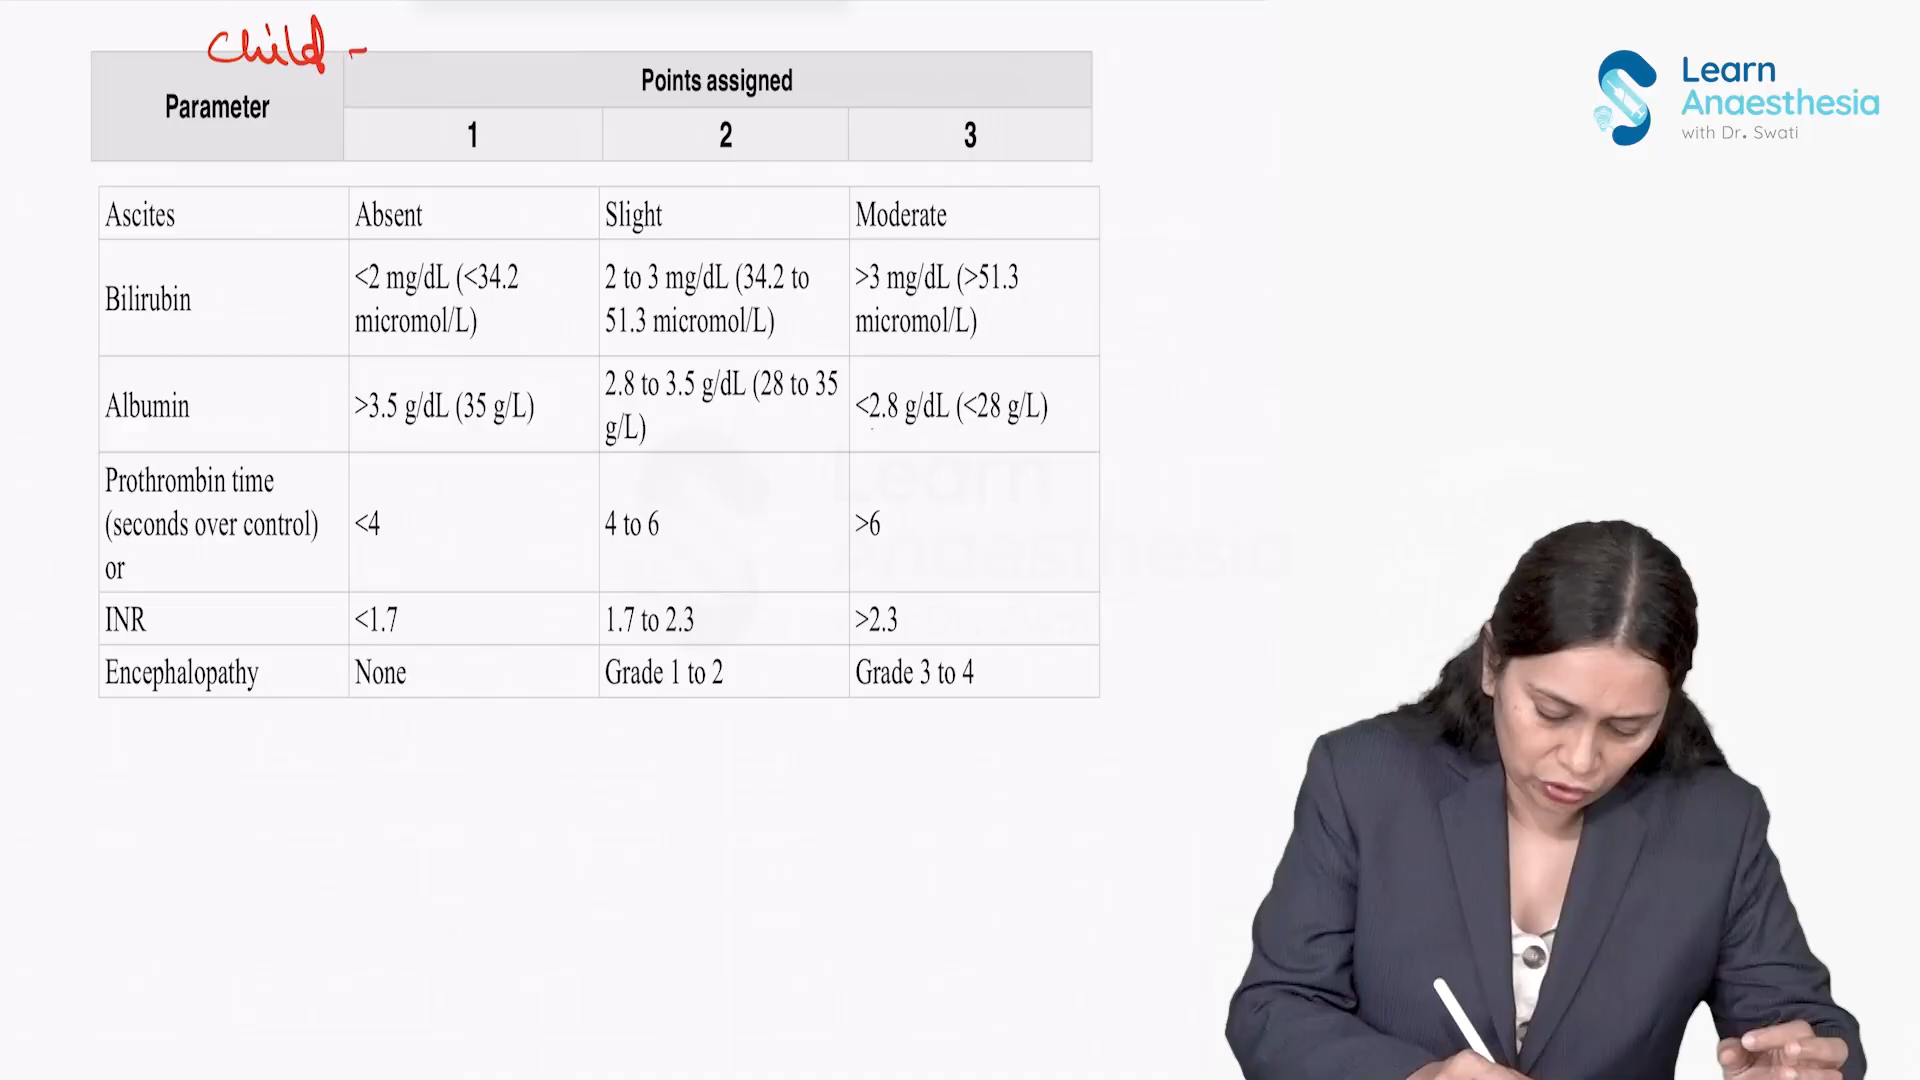 Child -
Parameter
Points assigned
1 2 3
Ascites Absent Slight Moderate
Bilirubin <2 mg/dL (<34.2 micromol/L) 2 to 3 mg/dL (34.2 to 51.3 micromol/L) >3 mg/dL (>51.3 micromol/L)
Albumin >3.5 g/dL (35 g/L) 2.8 to 3.5 g/dL (28 to 35 g/L) <2.8 g/dL (<28 g/L)
Prothrombin time (seconds over control) or <4 4 to 6 >6
INR <1.7 1.7 to 2.3 >2.3
Encephalopathy None Grade 1 to 2 Grade 3 to 4
Learn
Anaesthesia
with Dr. Swati
Learn
Anaesthesia